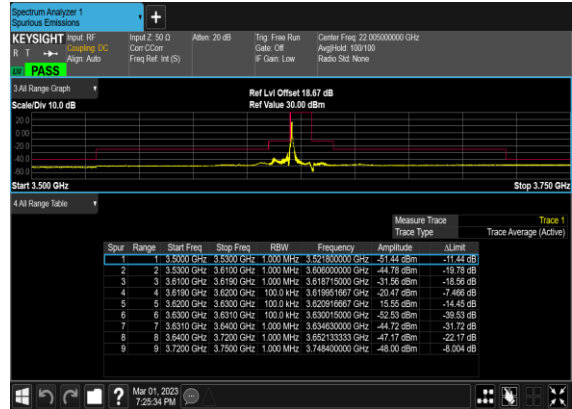 Spectrum Analyzer 1
Spurious Emissions
+
KEYSIGHT Input: RF Input Z: 50 Ω Atten: 20 dB Trig: Free Run Center Freq: 22.005000000 GHz
R T Coupling: DC Corr CCorr Gate: Off Avg|Hold: 100/100
Align: Auto Freq Ref: Int (S) IF Gain: Low Radio Std: None
PASS
3 All Range Graph
Ref Lvl Offset 18.67 dB
Scale/Div 10.0 dB Ref Value 30.00 dBm
20.0
0.00
-20.0
-40.0
-60.0
Start 3.500 GHz Stop 3.750 GHz
4 All Range Table
Measure Trace Trace 1
Trace Type Trace Average (Active)
Spur Range Start Freq Stop Freq RBW Frequency Amplitude ΔLimit
1 1 3.5000 GHz 3.5300 GHz 1.000 MHz 3.521800000 GHz -51.44 dBm -11.44 dB
2 2 3.5300 GHz 3.6100 GHz 1.000 MHz 3.606000000 GHz -44.78 dBm -19.78 dB
3 3 3.6100 GHz 3.6190 GHz 1.000 MHz 3.618715000 GHz -31.56 dBm -18.56 dB
4 4 3.6190 GHz 3.6200 GHz 100.0 kHz 3.619951667 GHz -20.47 dBm -7.466 dB
5 5 3.6200 GHz 3.6300 GHz 100.0 kHz 3.620916667 GHz 15.55 dBm -14.45 dB
6 6 3.6300 GHz 3.6310 GHz 100.0 kHz 3.630015000 GHz -52.53 dBm -39.53 dB
7 7 3.6310 GHz 3.6400 GHz 1.000 MHz 3.634630000 GHz -44.72 dBm -31.72 dB
8 8 3.6400 GHz 3.7200 GHz 1.000 MHz 3.652133333 GHz -47.17 dBm -22.17 dB
9 9 3.7200 GHz 3.7500 GHz 1.000 MHz 3.748400000 GHz -48.00 dBm -8.004 dB
? Mar 01, 2023
7:25:34 PM